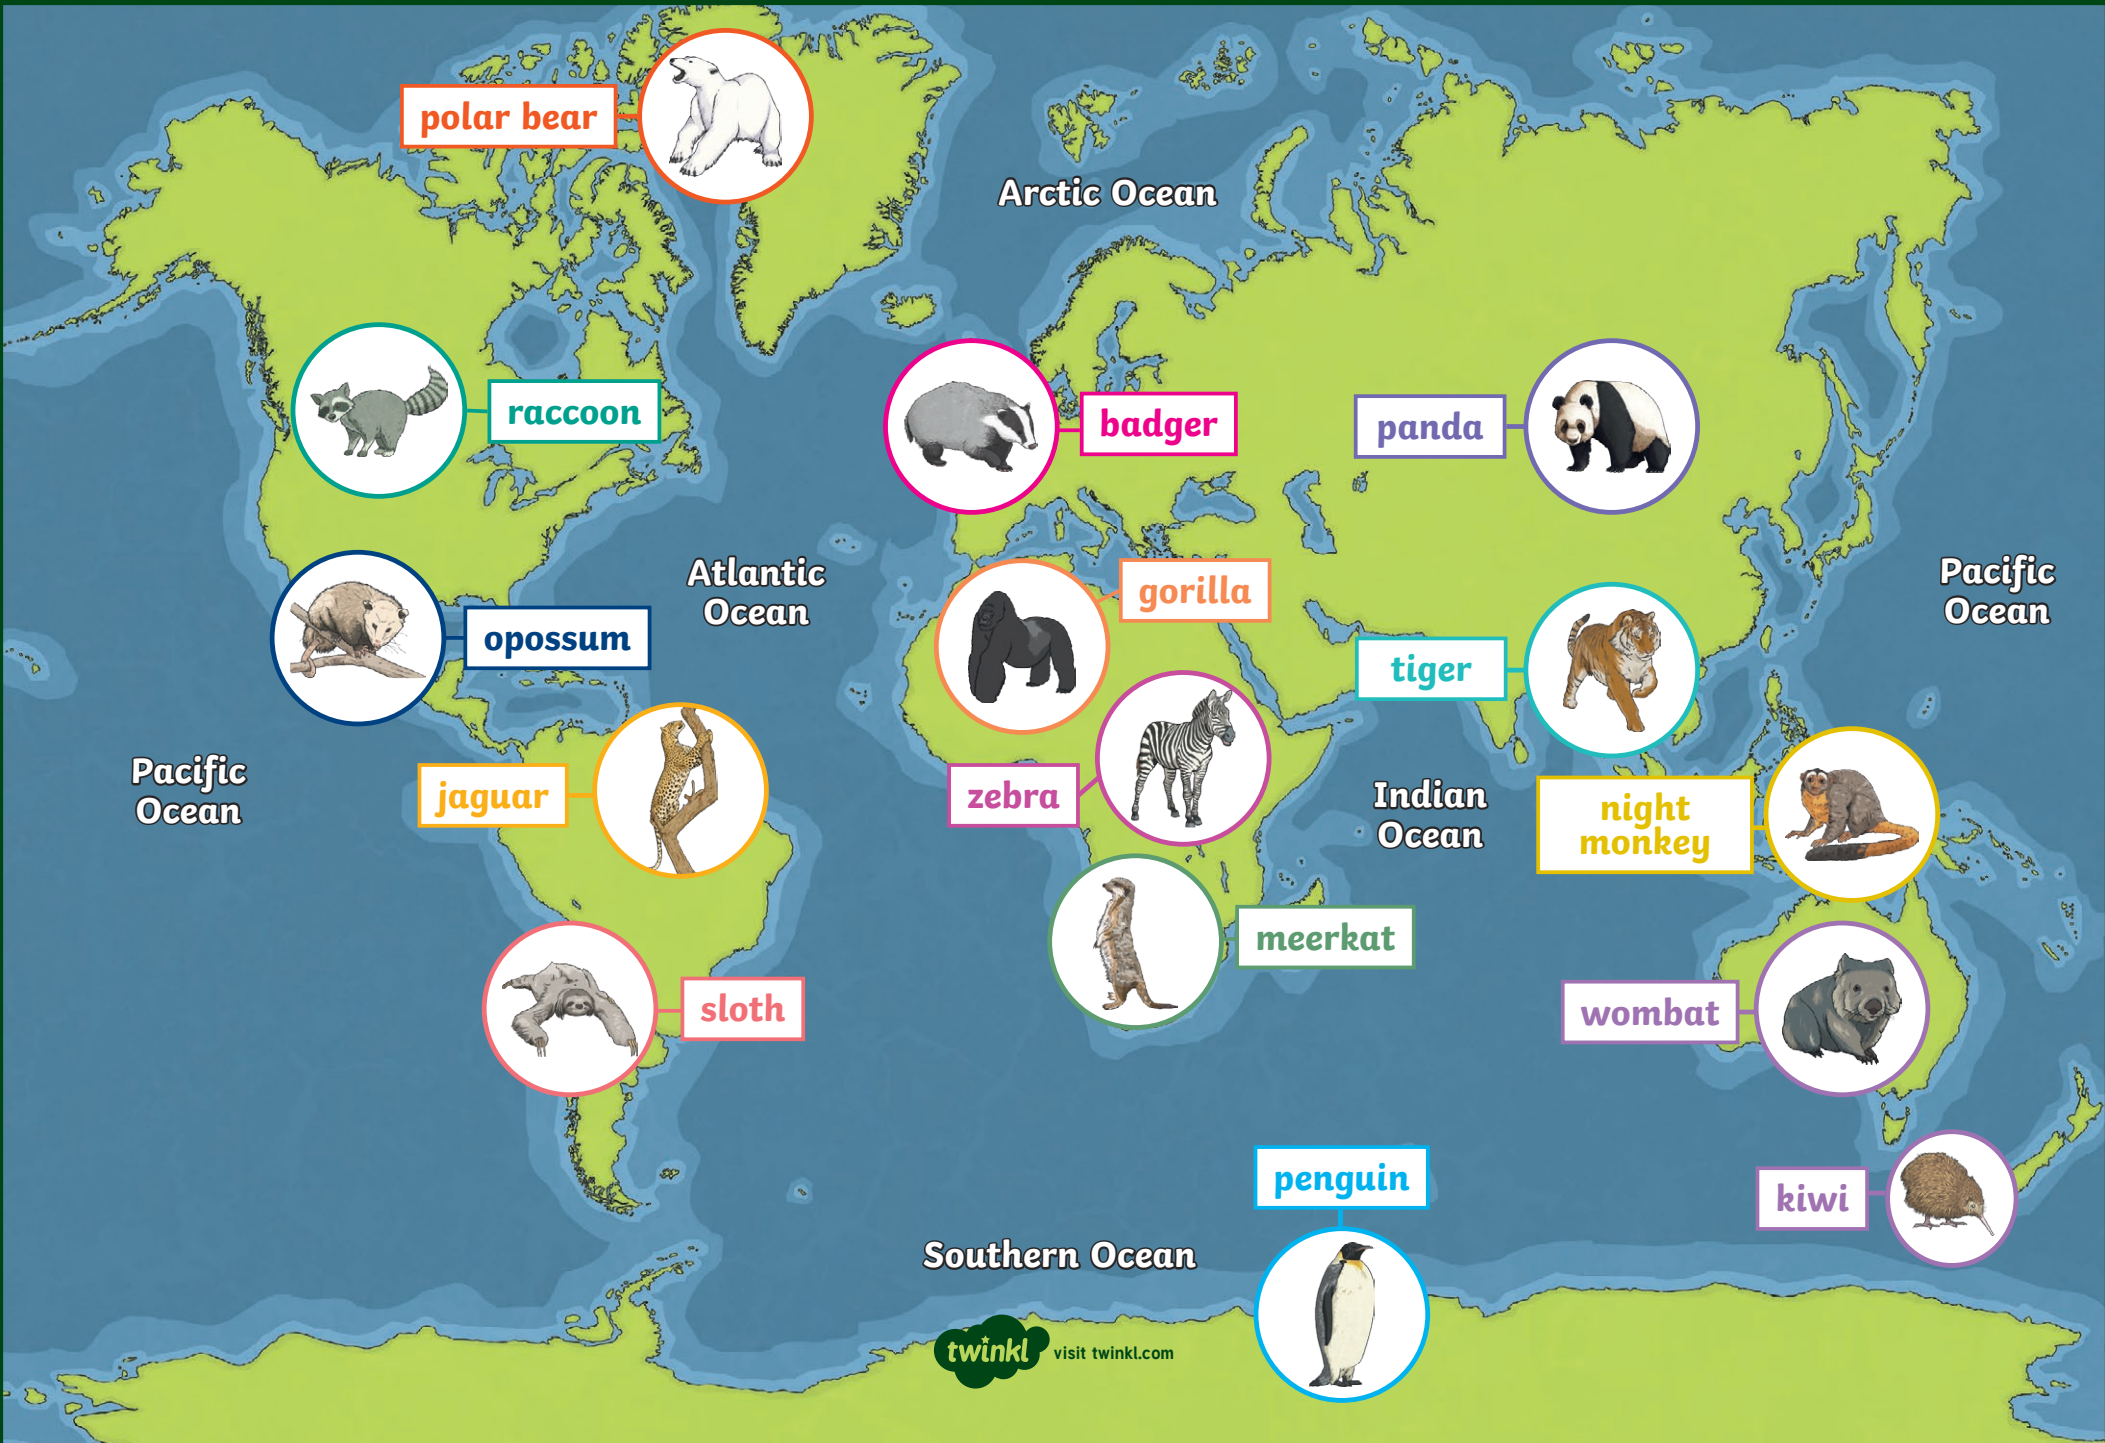 polar bear
Arctic Ocean
raccoon
badger
panda
Atlantic
Ocean
gorilla
Pacific
Ocean
opossum
tiger
jaguar
zebra
Pacific
Ocean
Indian
Ocean
night
monkey
meerkat
sloth
wombat
penguin
kiwi
Southern Ocean
twinkl visit twinkl.com